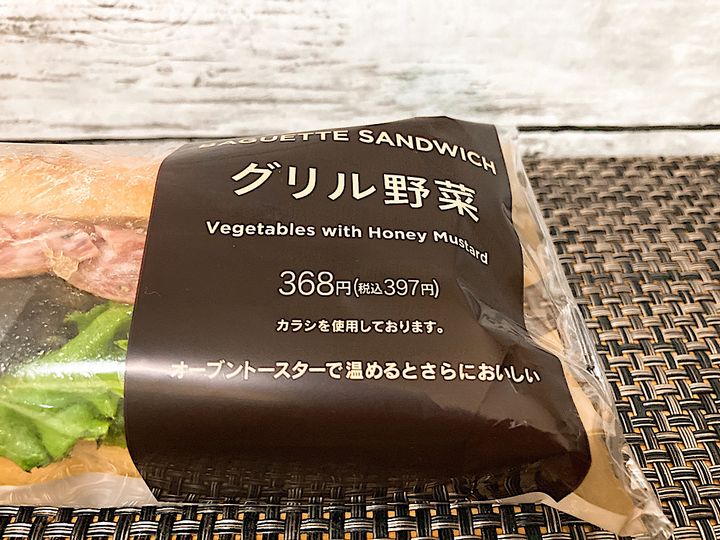 BAGUETTE SANDWICH
グリル野菜
Vegetables with Honey Mustard
368円(税込397円)
カラシを使用しております。
オーブントースターで温めるとさらにおいしい